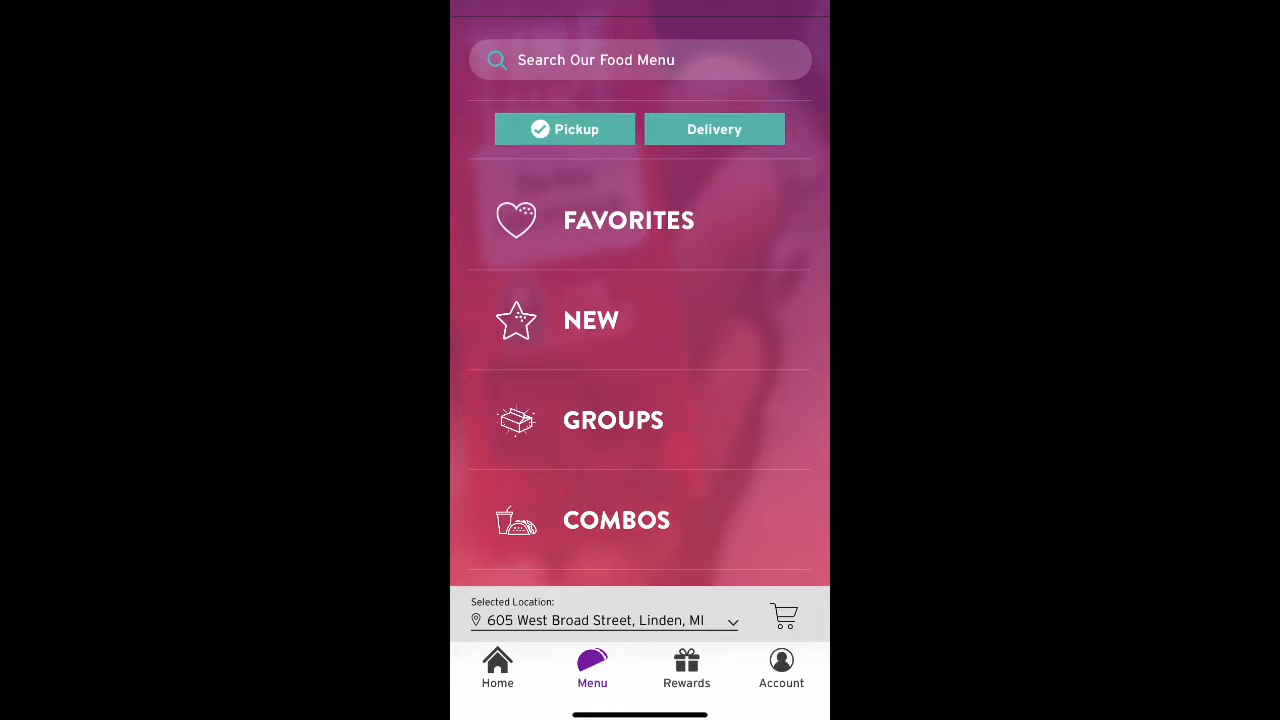 Search Our Food Menu
Pickup
Delivery
FAVORITES
NEW
GROUPS
COMBOS
Selected Location:
605 West Broad Street, Linden, MI
Home
Menu
Rewards
Account